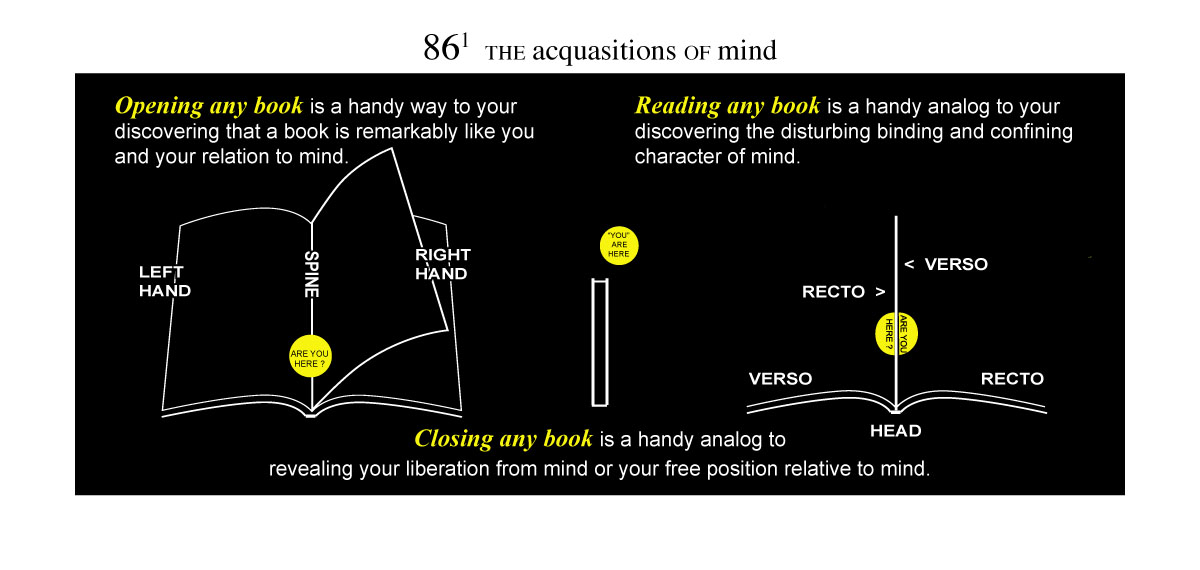 86¹ THE acquasitions OF mind
Opening any book is a handy way to your
discovering that a book is remarkably like you
and your relation to mind.
Reading any book is a handy analog to your
discovering the disturbing binding and confining
character of mind.
LEFT
HAND
SPINE
RIGHT
HAND
ARE YOU
HERE ?
"YOU"
ARE
HERE
< VERSO
RECTO >
ARE YOU
HERE ?
VERSO
RECTO
HEAD
Closing any book is a handy analog to
revealing your liberation from mind or your free position relative to mind.